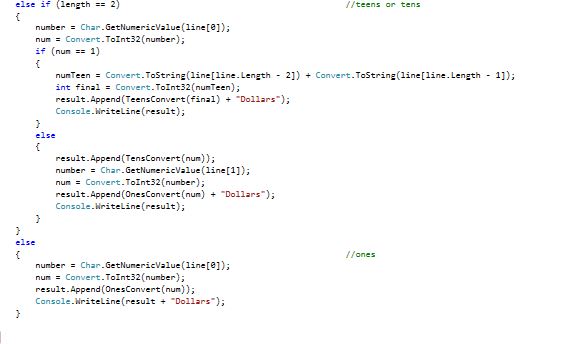 else if (length == 2) //teens or tens
{
number = Char.GetNumericValue(line[0]);
num = Convert.ToInt32(number);
if (num == 1)
{
numTeen = Convert.ToString(line[line.Length - 2]) + Convert.ToString(line[line.Length - 1]);
int final = Convert.ToInt32(numTeen);
result.Append(TeensConvert(final) + "Dollars");
Console.WriteLine(result);
}
else
{
result.Append(TensConvert(num));
number = Char.GetNumericValue(line[1]);
num = Convert.ToInt32(number);
result.Append(OnesConvert(num) + "Dollars");
Console.WriteLine(result);
}
}
else
{ //ones
number = Char.GetNumericValue(line[0]);
num = Convert.ToInt32(number);
result.Append(OnesConvert(num));
Console.WriteLine(result + "Dollars");
}